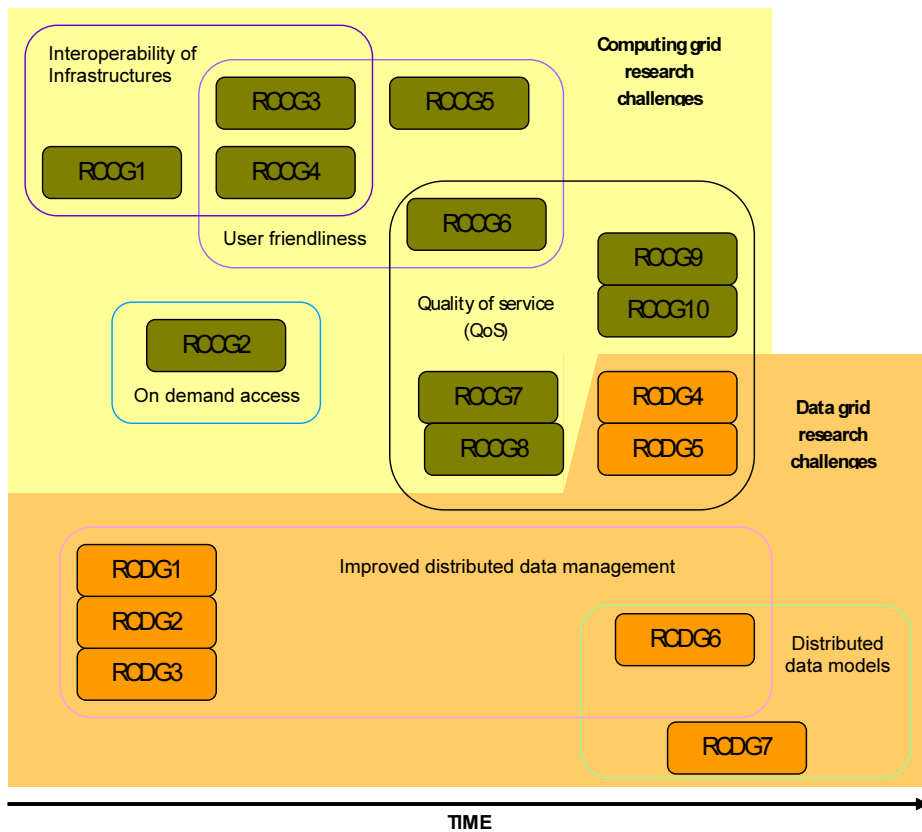 Interoperability of
Infrastructures
Computing grid
research
challenges
RCCG3
RCCG5
RCCG1
RCCG4
RCCG6
User friendliness
RCCG9
Quality of service
(QoS)
RCCG10
RCCG2
On demand access
RCCG7
RCCG8
RCDG4
RCDG5
Data grid
research
challenges
RCDG1
RCDG2
RCDG3
Improved distributed data management
RCDG6
Distributed
data models
RCDG7
TIME